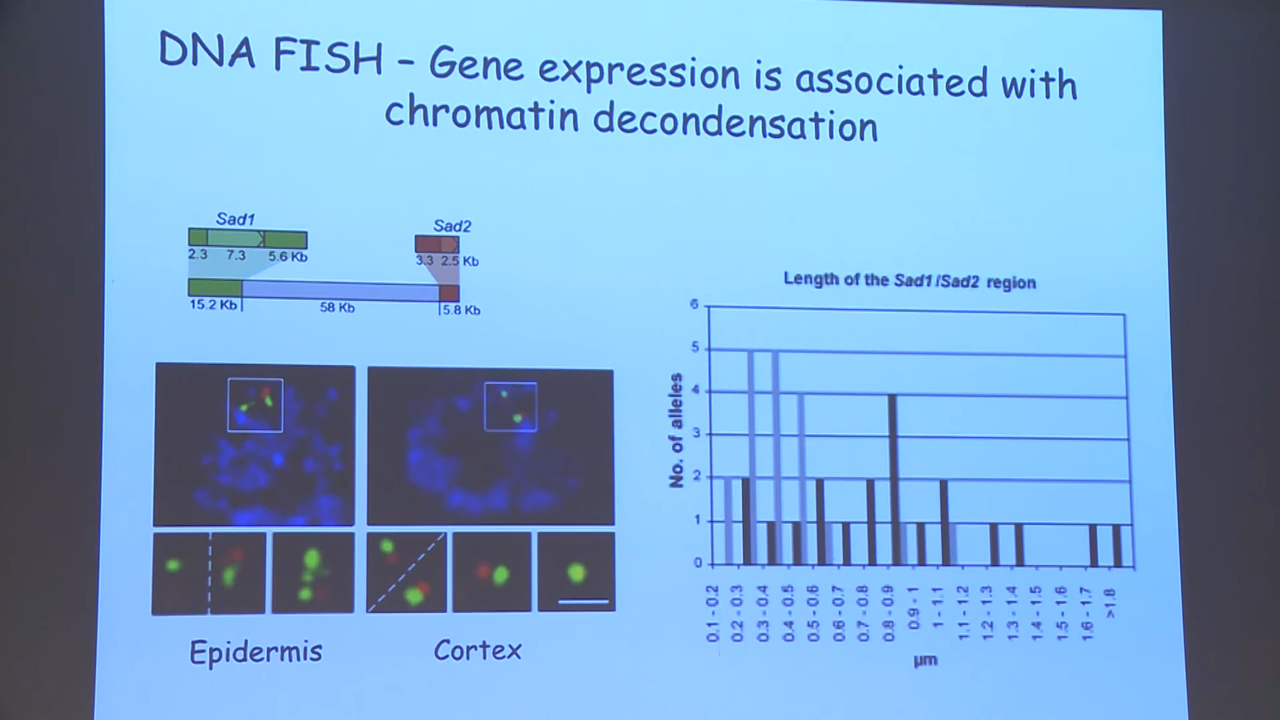 DNA FISH – Gene expression is associated with
chromatin decondensation
Sad1
Sad2
2.3 7.3 5.6 Kb
3.3 2.5 Kb
15.2 Kb
58 Kb
5.8 Kb
Epidermis
Cortex
Length of the Sad1/Sad2 region
No. of alleles
6
5
4
3
2
1
0
0.1 - 0.2
0.2 - 0.3
0.3 - 0.4
0.4 - 0.5
0.5 - 0.6
0.6 - 0.7
0.7 - 0.8
0.8 - 0.9
0.9 - 1
1 - 1.1
1.1 - 1.2
1.2 - 1.3
1.3 - 1.4
1.4 - 1.5
1.5 - 1.6
1.6 - 1.7
>1.8
µm